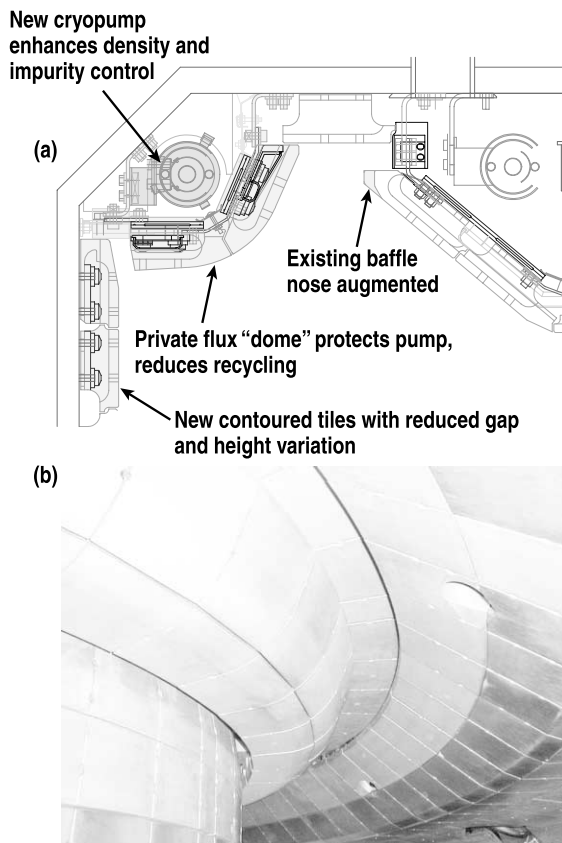 New cryopump
enhances density and
impurity control
(a)
Existing baffle
nose augmented
Private flux “dome” protects pump,
reduces recycling
New contoured tiles with reduced gap
and height variation
(b)